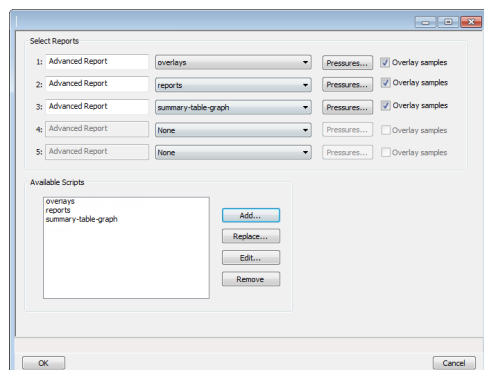 Select Reports
1: Advanced Report overlays Pressures... Overlay samples
2: Advanced Report reports Pressures... Overlay samples
3: Advanced Report summary-table-graph Pressures... Overlay samples
4: Advanced Report None Pressures... Overlay samples
5: Advanced Report None Pressures... Overlay samples
Available Scripts
overlays
reports
summary-table-graph
Add...
Replace...
Edit...
Remove
OK Cancel